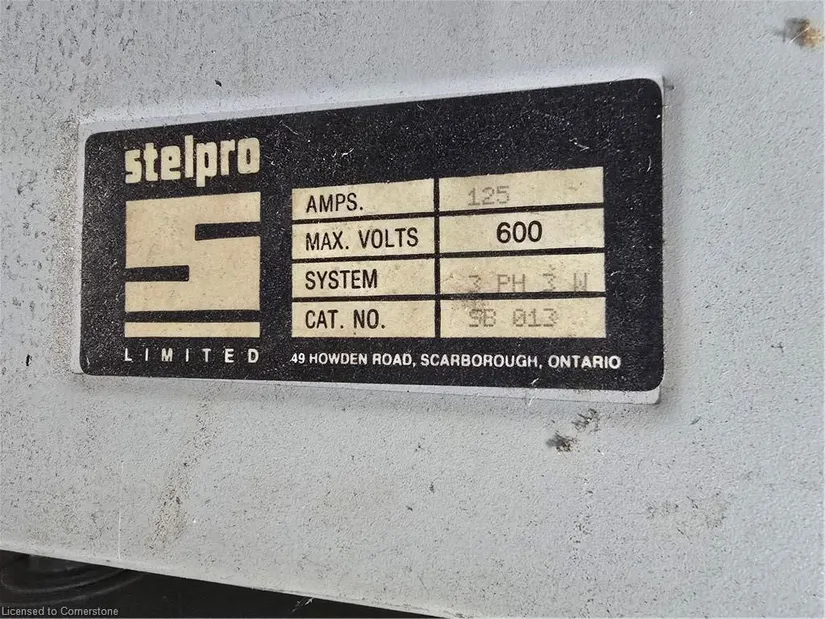 stelpro
LIMITED
AMPS. 125
MAX. VOLTS 600
SYSTEM 3 PH 3 W
CAT. NO. SB 013
49 HOWDEN ROAD, SCARBOROUGH, ONTARIO
Licensed to Cornerstone